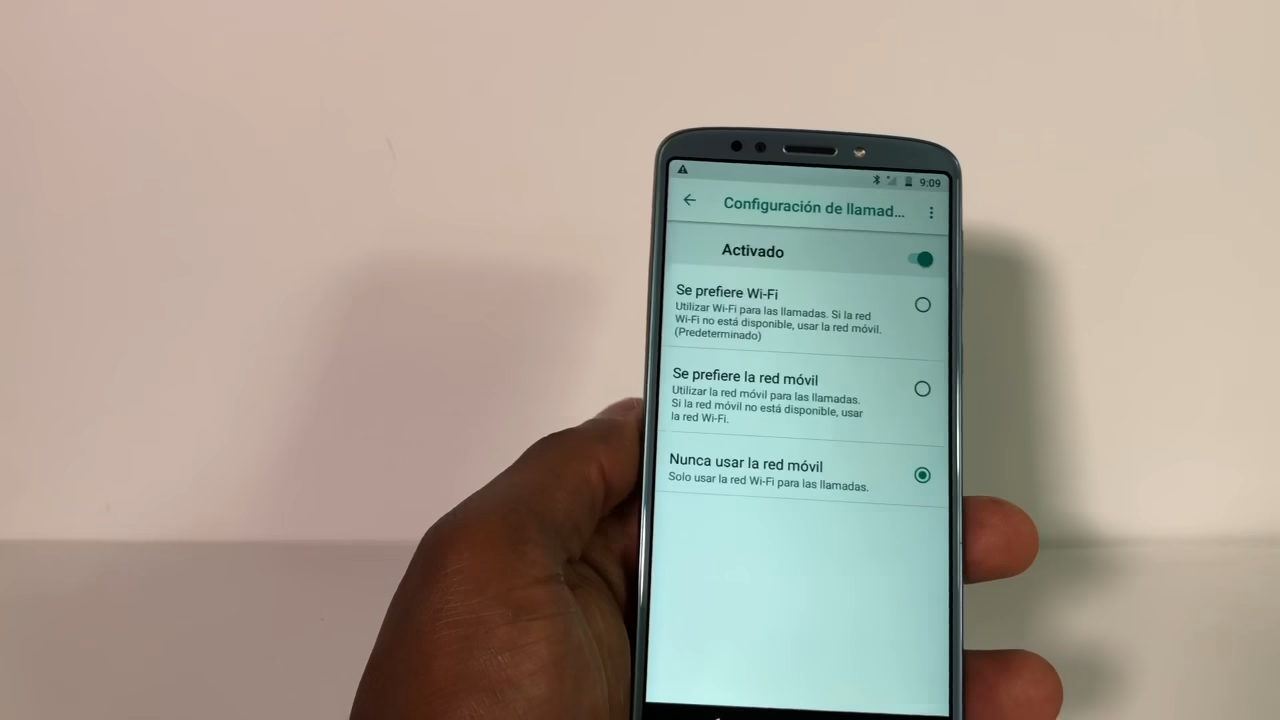 9:09
Configuración de llamad...
Activado
Se prefiere Wi-Fi
Utilizar Wi-Fi para las llamadas. Si la red
Wi-Fi no está disponible, usar la red móvil.
(Predeterminado)
Se prefiere la red móvil
Utilizar la red móvil para las llamadas.
Si la red móvil no está disponible, usar
la red Wi-Fi.
Nunca usar la red móvil
Solo usar la red Wi-Fi para las llamadas.